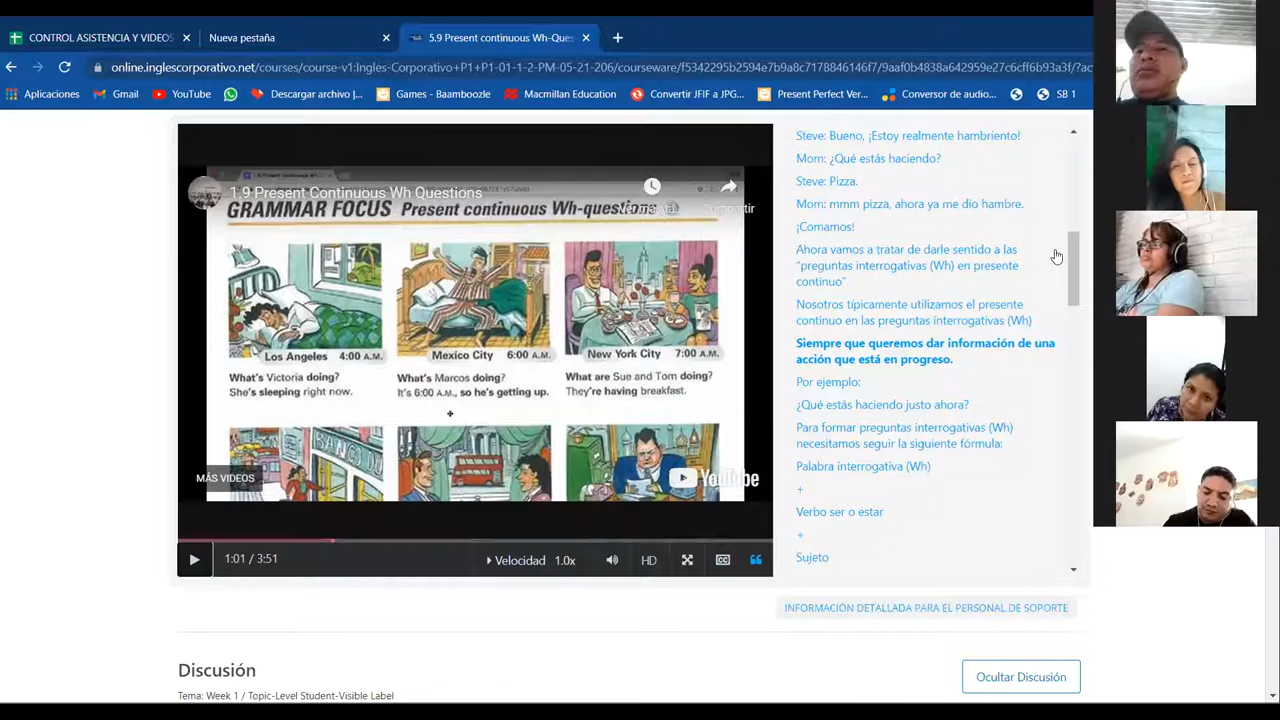 CONTROL ASISTENCIA Y VIDEOS
Nueva pestaña
5.9 Present continuous Wh-Ques
online.inglescorporativo.net/courses/course-v1:Ingles-Corporativo+P1+11-01-1-2-PM-05-21-206/courseware/f5342295b2594e7b9a8c7178846146f7/9aaf0b4838a642959e27c6cff6b93a3f/?ac
Aplicaciones
Gmail
YouTube
Descargar archivo |...
Games - Baamboozle
Macmillan Education
Convertir JFIF a JPG...
Present Perfect Ver...
Conversor de audio...
SB 1
1.9 Present Continuous Wh Questions
GRAMMAR FOCUS Present continuous Wh-questions
Los Angeles 4:00 A.M.
Mexico City 6:00 A.M.
New York City 7:00 A.M.
What's Victoria doing?
She's sleeping right now.
What's Marcos doing?
It's 6:00 A.M., so he's getting up.
What are Sue and Tom doing?
They're having breakfast.
BANCO DU
MÁS VIDEOS
YouTube
1:01 / 3:51
Velocidad 1.0x
HD
Steve: Bueno, ¡Estoy realmente hambriento!
Mom: ¿Qué estás haciendo?
Steve: Pizza.
Mom: mmm pizza, ahora ya me dio hambre.
¡Comamos!
Ahora vamos a tratar de darle sentido a las
“preguntas interrogativas (Wh) en presente
continuo”
Nosotros típicamente utilizamos el presente
continuo en las preguntas interrogativas (Wh)
Siempre que queremos dar información de una
acción que está en progreso.
Por ejemplo:
¿Qué estás haciendo justo ahora?
Para formar preguntas interrogativas (Wh)
necesitamos seguir la siguiente fórmula:
Palabra interrogativa (Wh)
+
Verbo ser o estar
+
Sujeto
INFORMACIÓN DETALLADA PARA EL PERSONAL DE SOPORTE
Discusión
Ocultar Discusión
Tema: Week 1 / Topic-Level Student-Visible Label